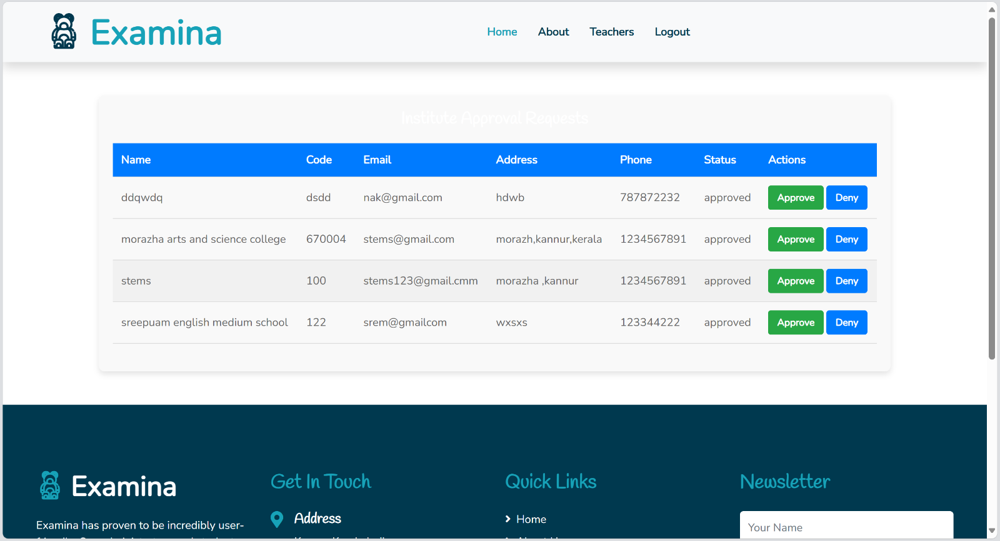 Examina
Home About Teachers Logout
Institute Approval Requests
Name Code Email Address Phone Status Actions
ddqwdq dsdd nak@gmail.com hdwb 787872232 approved Approve Deny
morazha arts and science college 670004 stems@gmail.com morazh,kannur,kerala 1234567891 approved Approve Deny
stems 100 stems123@gmail.cmm morazha ,kannur 1234567891 approved Approve Deny
sreepuam english medium school 122 srem@gmailcom wxsxs 123344222 approved Approve Deny
Examina
Examina has proven to be incredibly user-
Get In Touch
Address
Quick Links
Home
Newsletter
Your Name